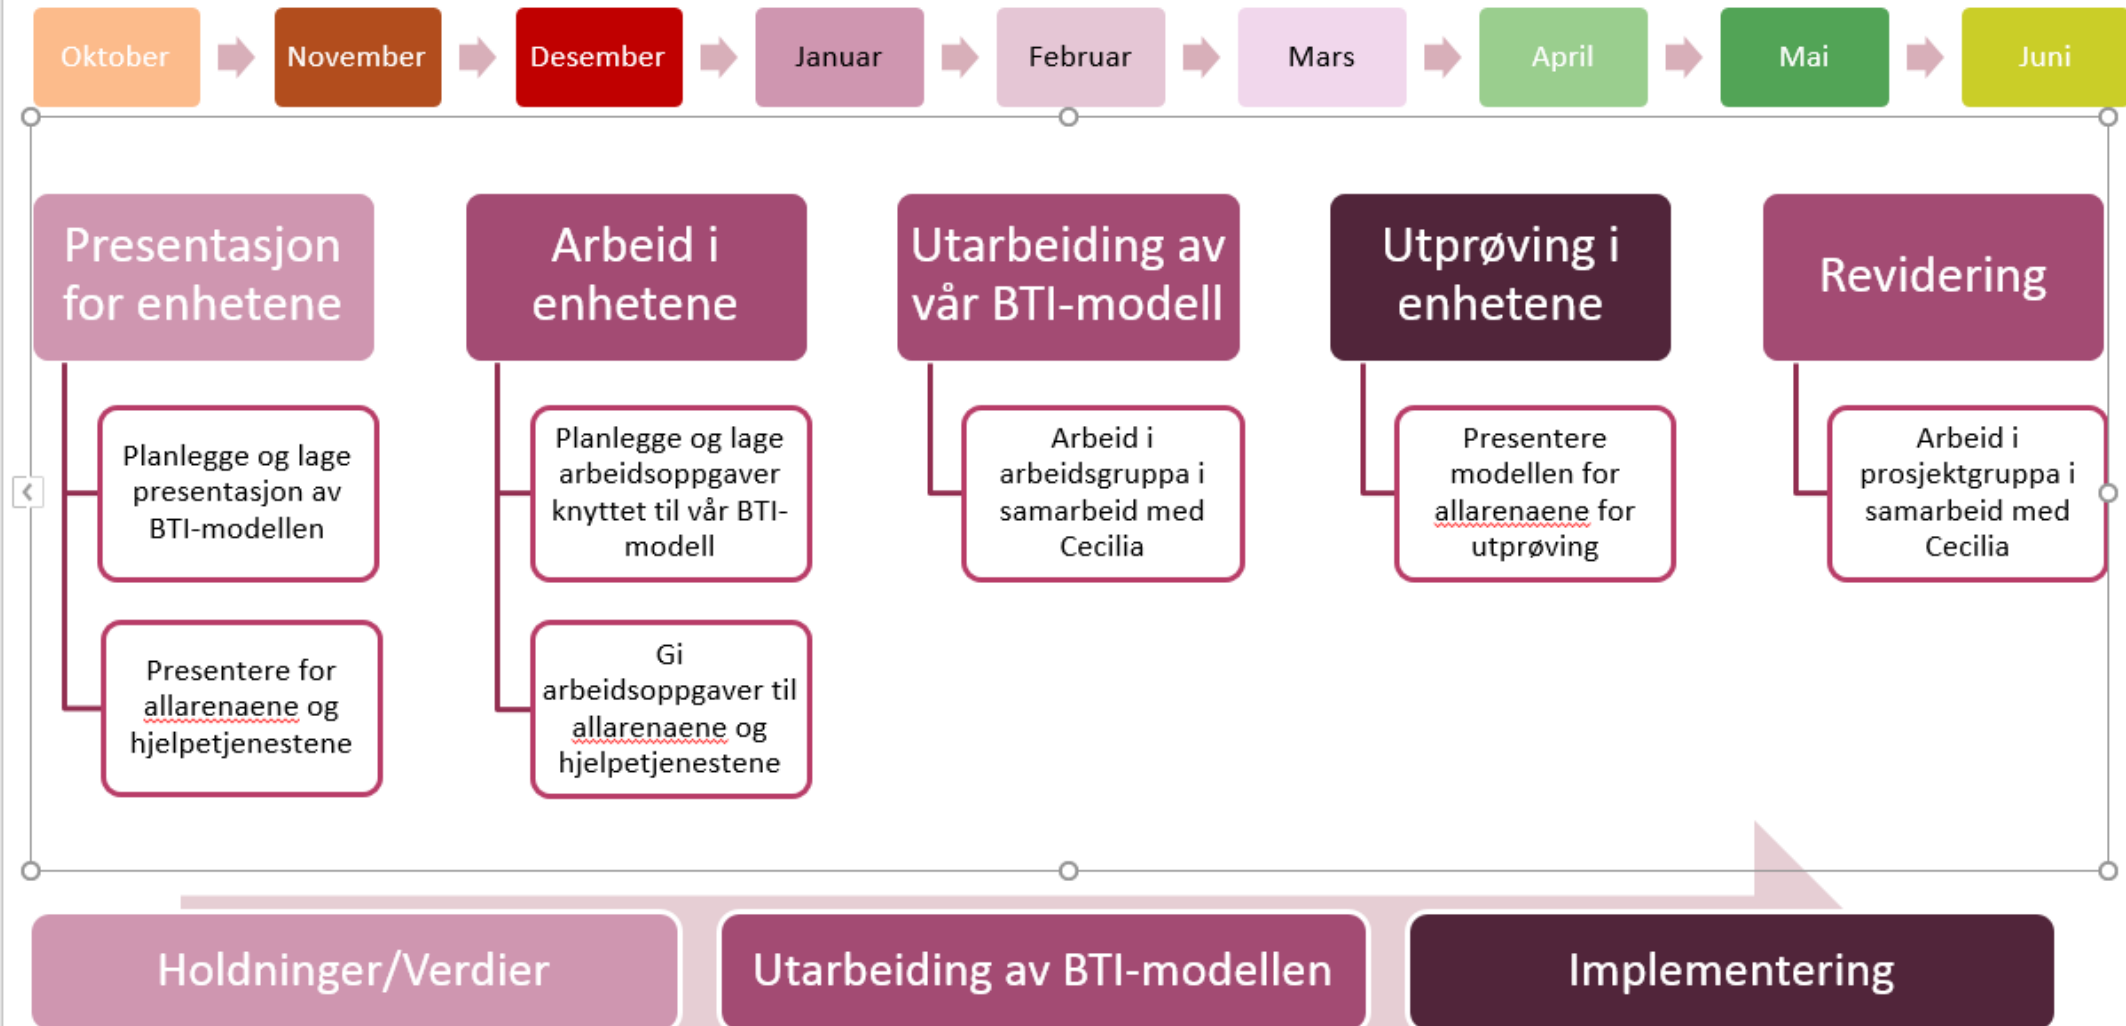 Oktober
November
Desember
Januar
Februar
Mars
April
Mai
Juni
Presentasjon
for enhetene
Planlegge og lage
presentasjon av
BTI-modellen
Presentere for
allarenaene og
hjelpetjenestene
Arbeid i
enhetene
Planlegge og lage
arbeidsoppgaver
knyttet til vår BTI-
modell
Gi
arbeidsoppgaver til
allarenaene og
hjelpetjenestene
Utarbeiding av
vår BTI-modell
Arbeid i
arbeidsgruppa i
samarbeid med
Cecilia
Utprøving i
enhetene
Presentere
modellen for
allarenaene for
utprøving
Revidering
Arbeid i
prosjektgruppa i
samarbeid med
Cecilia
Holdninger/Verdier
Utarbeiding av BTI-modellen
Implementering